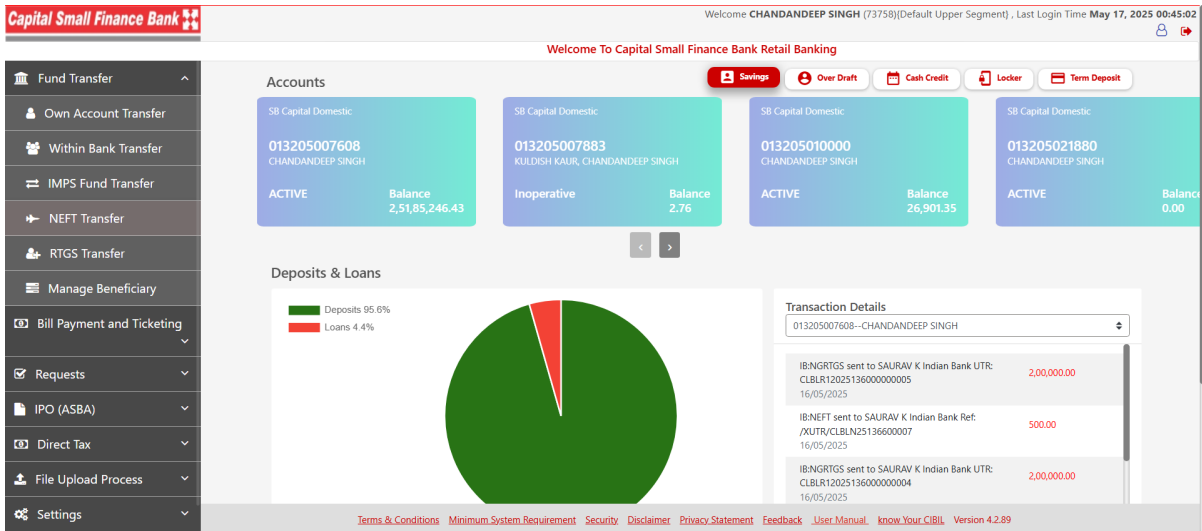 Capital Small Finance Bank
Welcome CHANDANDEEP SINGH (73758)(Default Upper Segment) , Last Login Time May 17, 2025 00:45:02
Welcome To Capital Small Finance Bank Retail Banking
Fund Transfer
Own Account Transfer
Within Bank Transfer
IMPS Fund Transfer
NEFT Transfer
RTGS Transfer
Manage Beneficiary
Bill Payment and Ticketing
Requests
IPO (ASBA)
Direct Tax
File Upload Process
Settings
Accounts
Savings
Over Draft
Cash Credit
Locker
Term Deposit
SB Capital Domestic
013205007608
CHANDANDEEP SINGH
ACTIVE
Balance
2,51,85,246.43
SB Capital Domestic
013205007883
KULDISH KAUR, CHANDANDEEP SINGH
Inoperative
Balance
2.76
SB Capital Domestic
013205010000
CHANDANDEEP SINGH
ACTIVE
Balance
26,901.35
SB Capital Domestic
013205021880
CHANDANDEEP SINGH
ACTIVE
Balance
0.00
Deposits & Loans
Deposits 95.6%
Loans 4.4%
Transaction Details
013205007608--CHANDANDEEP SINGH
IB:NGRTGS sent to SAURAV K Indian Bank UTR:
CLBLR12025136000000005
16/05/2025
2,00,000.00
IB:NEFT sent to SAURAV K Indian Bank Ref:
/XUTR/CLBLN25136600007
16/05/2025
500.00
IB:NGRTGS sent to SAURAV K Indian Bank UTR:
CLBLR12025136000000004
16/05/2025
2,00,000.00
Terms & Conditions Minimum System Requirement Security Disclaimer Privacy Statement Feedback User Manual know Your CIBIL Version 4.2.89